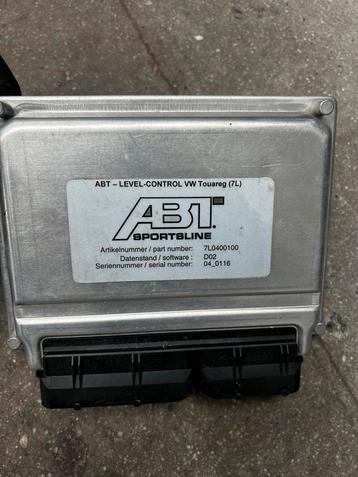 ABT – LEVEL-CONTROL VW Touareg (7L)
ABT
SPORTSLINE
Artikelnummer / part number: 7L0400100
Datenstand / software : D02
Seriennummer / serial number: 04_0116